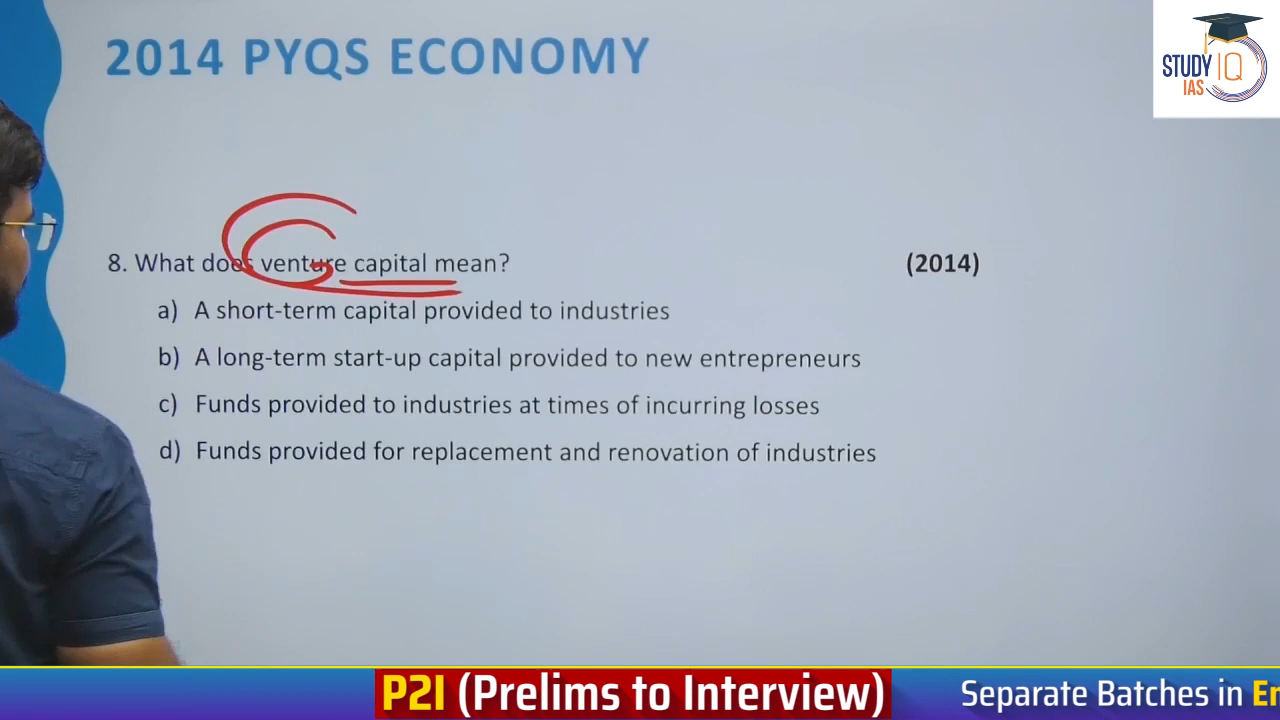 2014 PYQS ECONOMY
STUDY IQ
IAS
8. What does venture capital mean? (2014)
a) A short-term capital provided to industries
b) A long-term start-up capital provided to new entrepreneurs
c) Funds provided to industries at times of incurring losses
d) Funds provided for replacement and renovation of industries
P2I (Prelims to Interview) Separate Batches in En